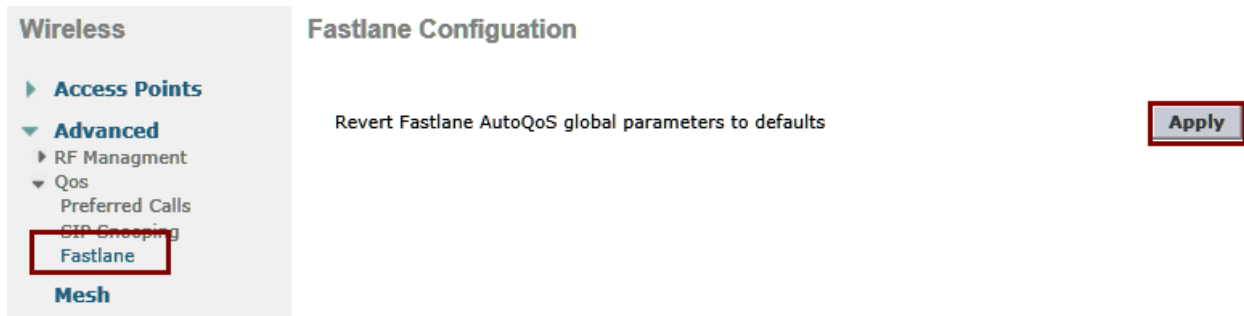 Wireless
Access Points
Advanced
RF Managment
Qos
Preferred Calls
SIP Snooping
Fastlane
Mesh
Fastlane Configuation
Revert Fastlane AutoQoS global parameters to defaults
Apply